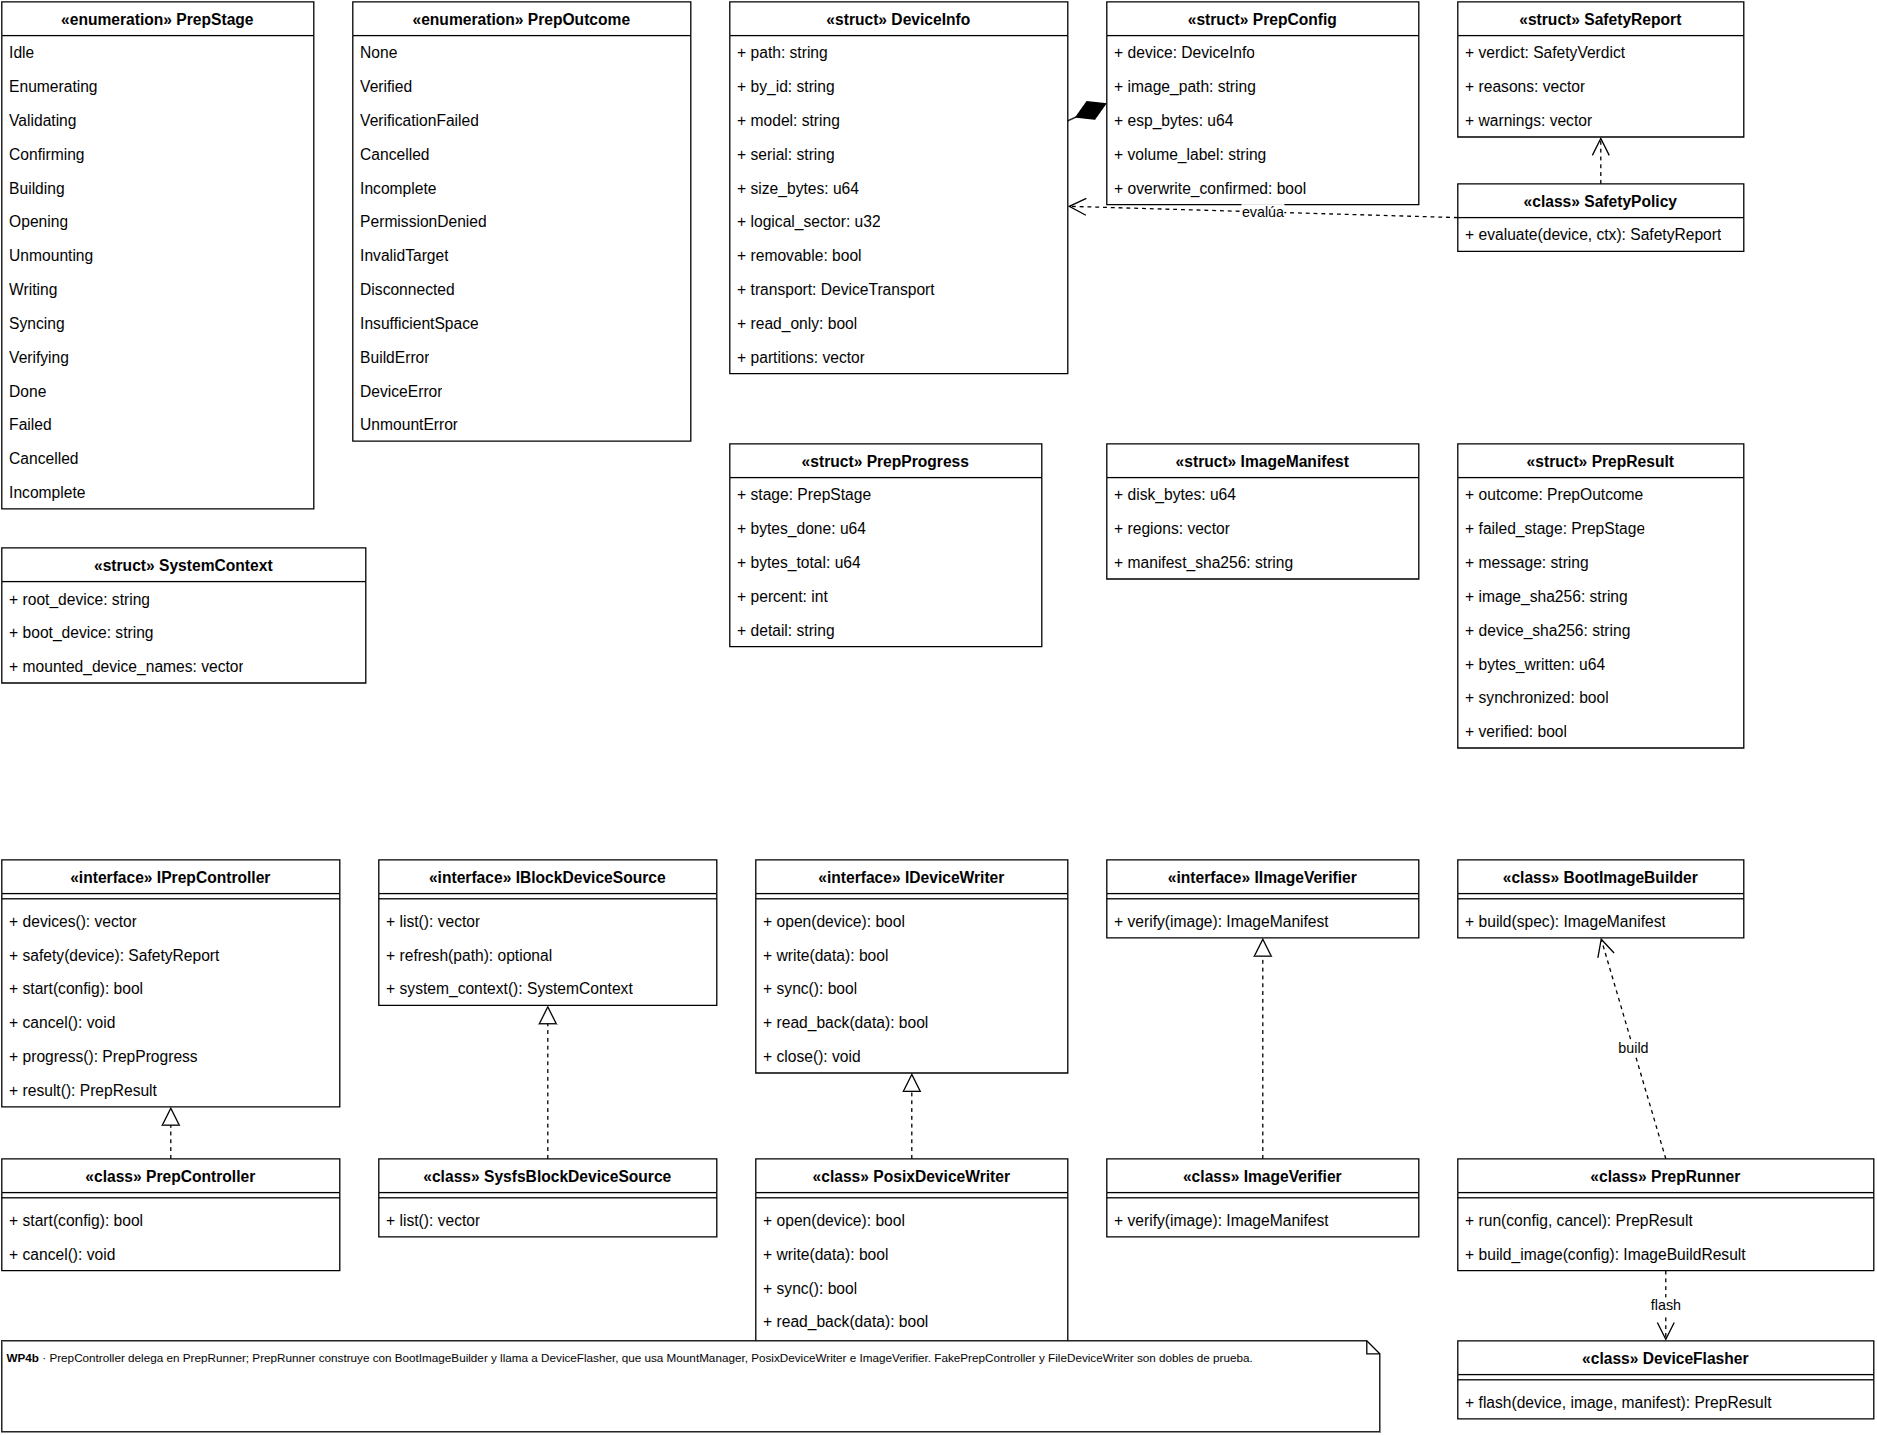 «enumeration» PrepStage
Idle
Enumerating
Validating
Confirming
Building
Opening
Unmounting
Writing
Syncing
Verifying
Done
Failed
Cancelled
Incomplete
«enumeration» PrepOutcome
None
Verified
VerificationFailed
Cancelled
Incomplete
PermissionDenied
InvalidTarget
Disconnected
InsufficientSpace
BuildError
DeviceError
UnmountError
«struct» DeviceInfo
+ path: string
+ by_id: string
+ model: string
+ serial: string
+ size_bytes: u64
+ logical_sector: u32
+ removable: bool
+ transport: DeviceTransport
+ read_only: bool
+ partitions: vector
«struct» PrepConfig
+ device: DeviceInfo
+ image_path: string
+ esp_bytes: u64
+ volume_label: string
+ overwrite_confirmed: bool
«struct» SafetyReport
+ verdict: SafetyVerdict
+ reasons: vector
+ warnings: vector
«class» SafetyPolicy
+ evaluate(device, ctx): SafetyReport
evalúa
«struct» PrepProgress
+ stage: PrepStage
+ bytes_done: u64
+ bytes_total: u64
+ percent: int
+ detail: string
«struct» ImageManifest
+ disk_bytes: u64
+ regions: vector
+ manifest_sha256: string
«struct» PrepResult
+ outcome: PrepOutcome
+ failed_stage: PrepStage
+ message: string
+ image_sha256: string
+ device_sha256: string
+ bytes_written: u64
+ synchronized: bool
+ verified: bool
«struct» SystemContext
+ root_device: string
+ boot_device: string
+ mounted_device_names: vector
«interface» IPrepController
+ devices(): vector
+ safety(device): SafetyReport
+ start(config): bool
+ cancel(): void
+ progress(): PrepProgress
+ result(): PrepResult
«interface» IBlockDeviceSource
+ list(): vector
+ refresh(path): optional
+ system_context(): SystemContext
«interface» IDeviceWriter
+ open(device): bool
+ write(data): bool
+ sync(): bool
+ read_back(data): bool
+ close(): void
«interface» IImageVerifier
+ verify(image): ImageManifest
«class» BootImageBuilder
+ build(spec): ImageManifest
build
«class» PrepController
+ start(config): bool
+ cancel(): void
«class» SysfsBlockDeviceSource
+ list(): vector
«class» PosixDeviceWriter
+ open(device): bool
+ write(data): bool
+ sync(): bool
+ read_back(data): bool
«class» ImageVerifier
+ verify(image): ImageManifest
«class» PrepRunner
+ run(config, cancel): PrepResult
+ build_image(config): ImageBuildResult
flash
WP4b · PrepController delega en PrepRunner; PrepRunner construye con BootImageBuilder y llama a DeviceFlasher, que usa MountManager, PosixDeviceWriter e ImageVerifier. FakePrepController y FileDeviceWriter son dobles de prueba.
«class» DeviceFlasher
+ flash(device, image, manifest): PrepResult